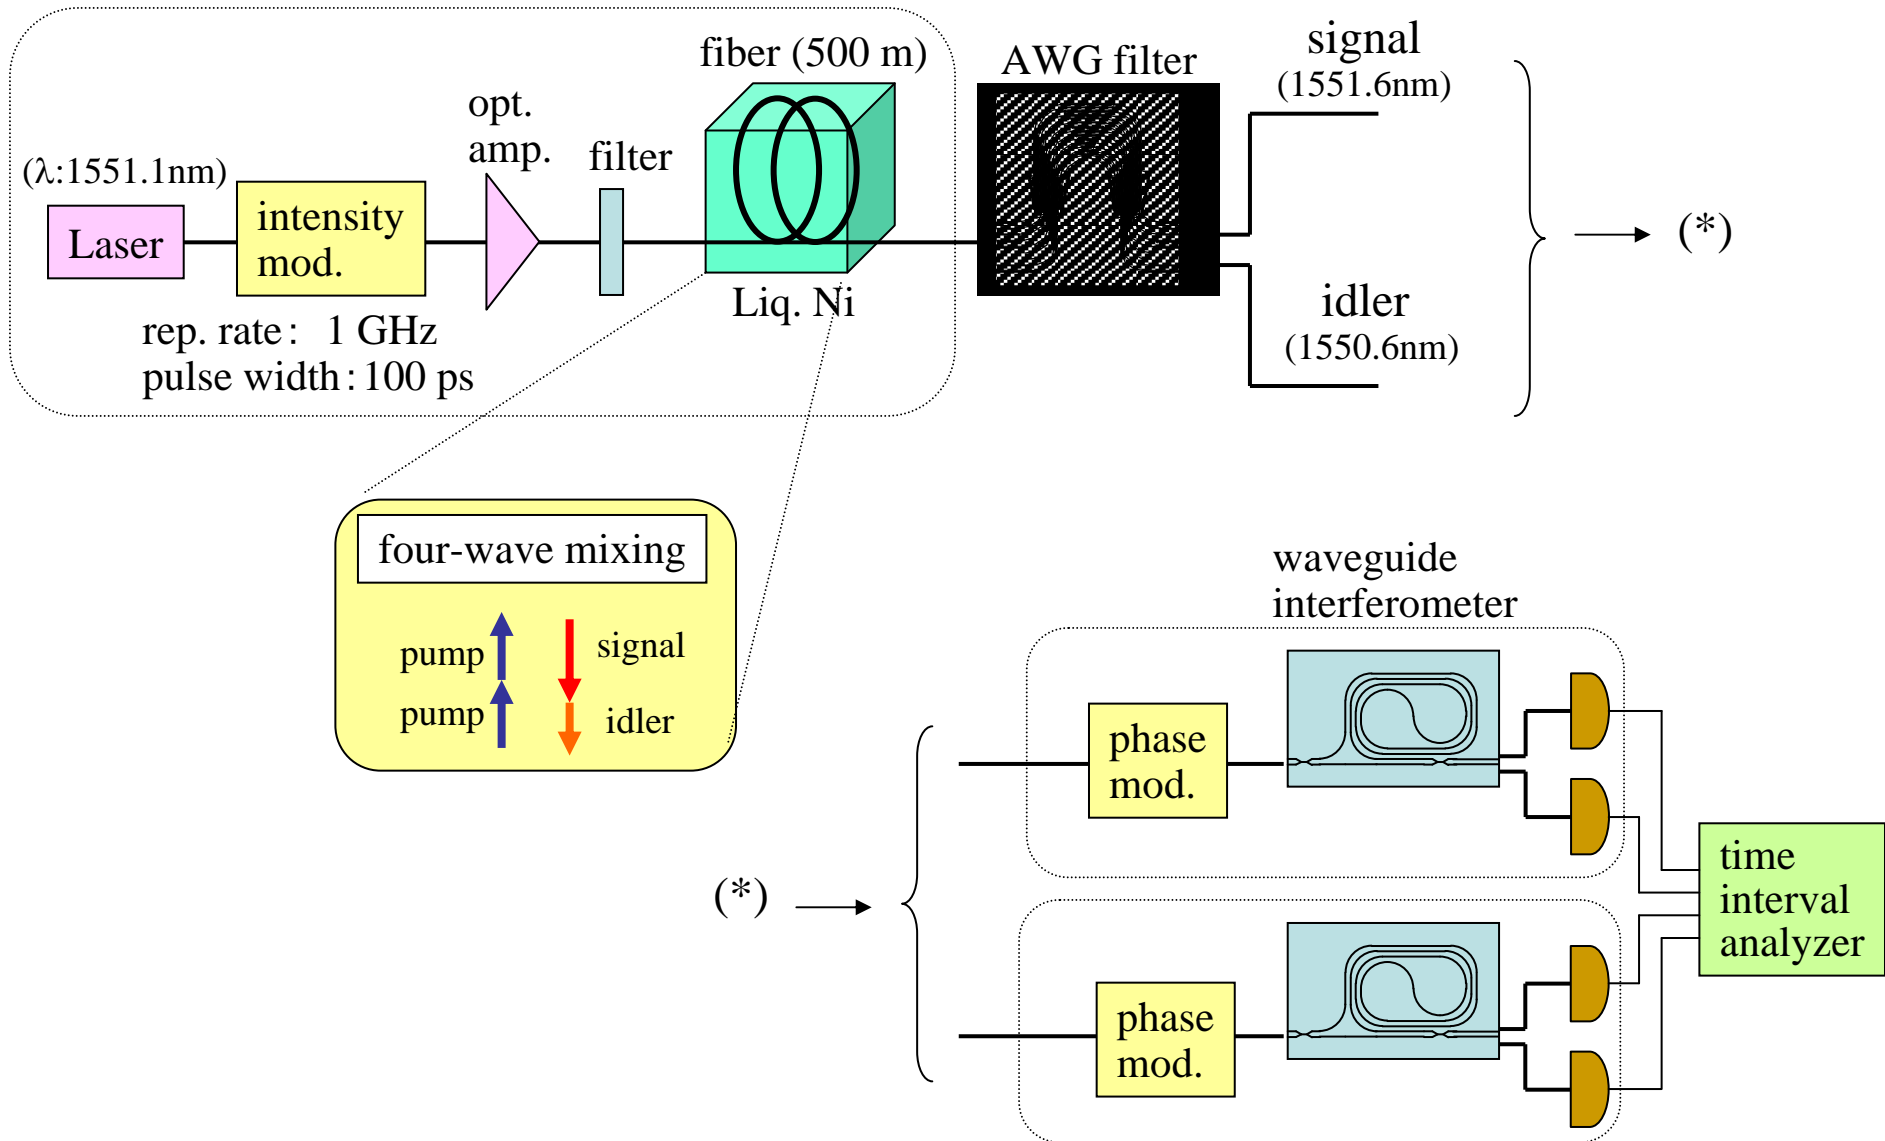 fiber (500 m)
AWG filter
signal
(1551.6nm)
opt.
amp.
filter
(λ:1551.1nm)
Laser
intensity
mod.
(*)
Liq. Ni
idler
(1550.6nm)
rep. rate: 1 GHz
pulse width:100 ps
four-wave mixing
pump
signal
pump
idler
waveguide
interferometer
phase
mod.
(*)
time
interval
analyzer
phase
mod.